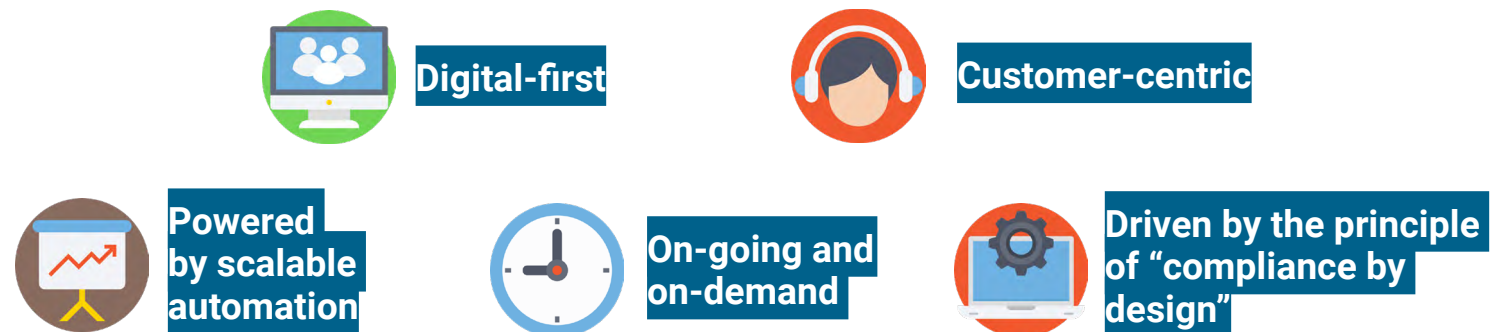 Digital-first
Customer-centric
Powered
by scalable
automation
On-going and
on-demand
Driven by the principle
of “compliance by
design”